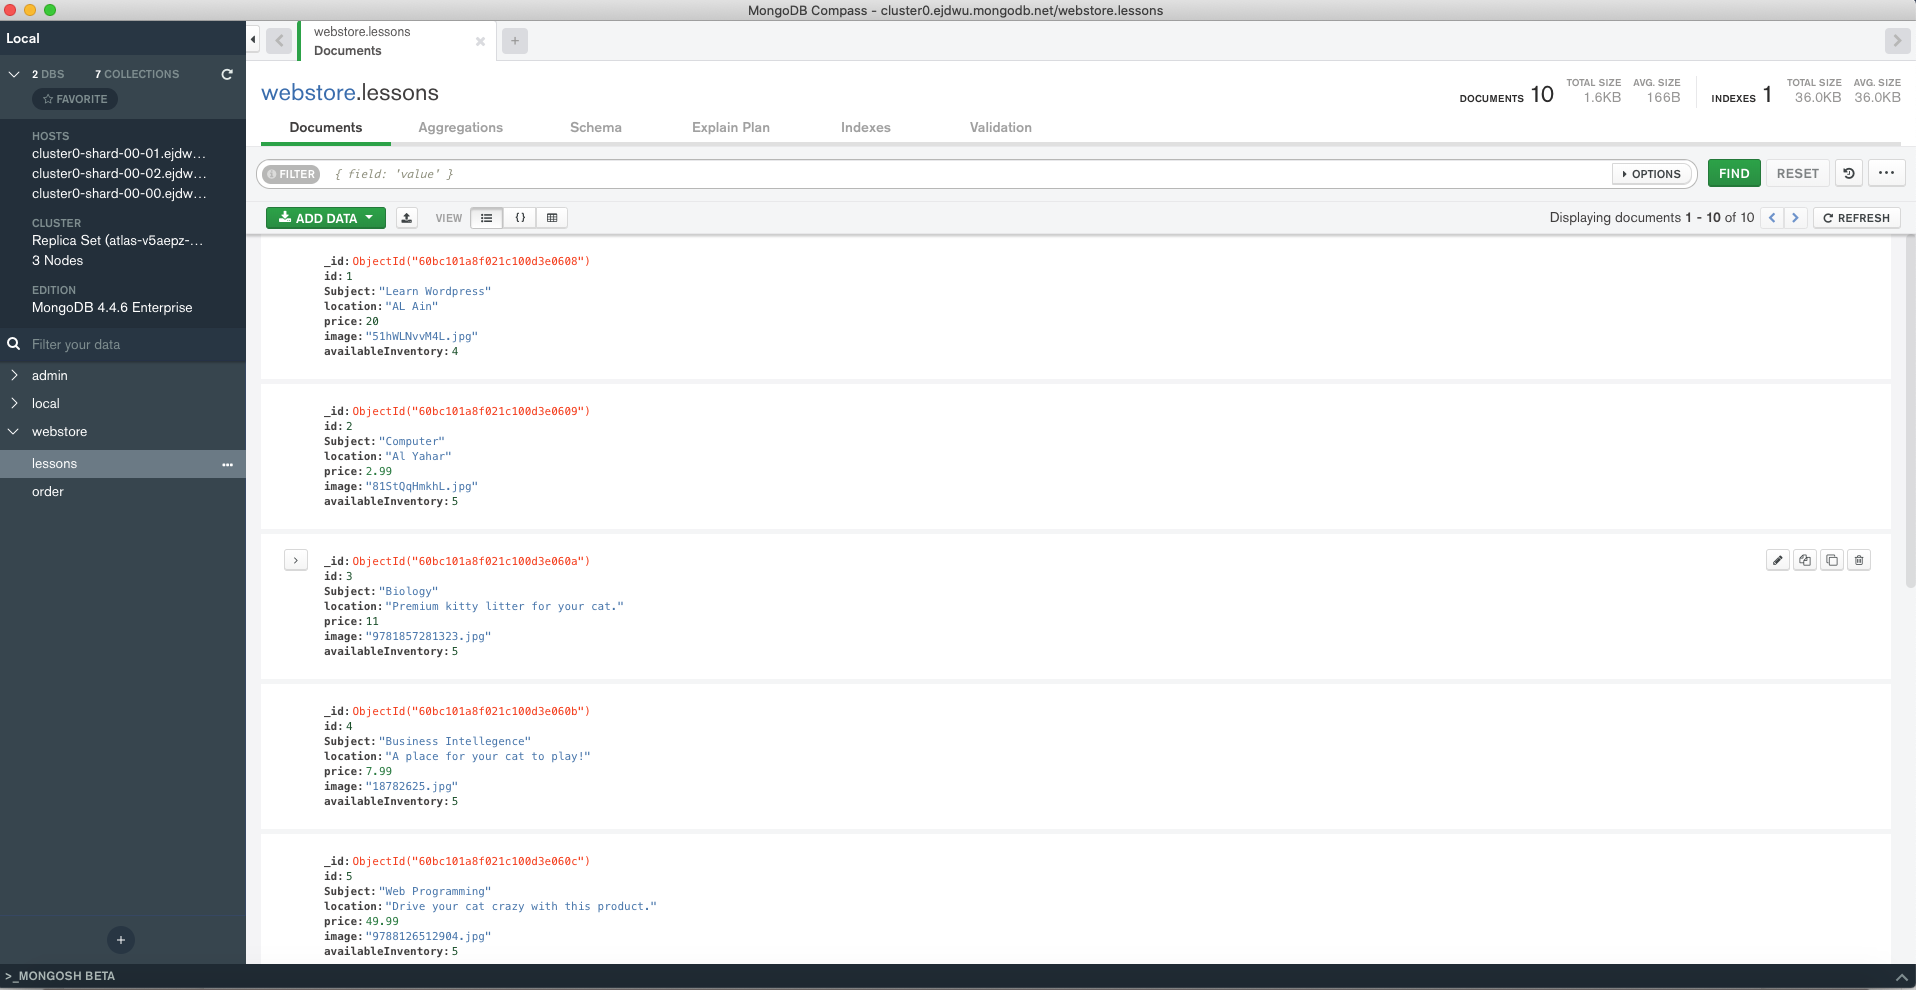 MongoDB Compass - cluster0.ejdwu.mongodb.net/webstore.lessons
Local
2 DBS 7 COLLECTIONS
FAVORITE
HOSTS
cluster0-shard-00-01.ejdw...
cluster0-shard-00-02.ejdw...
cluster0-shard-00-00.ejdw...
CLUSTER
Replica Set (atlas-v5aepz-...
3 Nodes
EDITION
MongoDB 4.4.6 Enterprise
Filter your data
admin
local
webstore
lessons
order
webstore.lessons
Documents
webstore.lessons
DOCUMENTS 10 TOTAL SIZE 1.6KB AVG. SIZE 166B INDEXES 1 TOTAL SIZE 36.0KB AVG. SIZE 36.0KB
Documents Aggregations Schema Explain Plan Indexes Validation
FILTER { field: 'value' } OPTIONS FIND RESET
ADD DATA VIEW Displaying documents 1 - 10 of 10 REFRESH
_id: ObjectId("60bc101a8f021c100d3e0608")
id: 1
Subject: "Learn Wordpress"
location: "AL Ain"
price: 20
image: "51hWLNvvM4L.jpg"
availableInventory: 4
_id: ObjectId("60bc101a8f021c100d3e0609")
id: 2
Subject: "Computer"
location: "Al Yahar"
price: 2.99
image: "81StQqHmkhL.jpg"
availableInventory: 5
_id: ObjectId("60bc101a8f021c100d3e060a")
id: 3
Subject: "Biology"
location: "Premium kitty litter for your cat."
price: 11
image: "9781857281323.jpg"
availableInventory: 5
_id: ObjectId("60bc101a8f021c100d3e060b")
id: 4
Subject: "Business Intellegence"
location: "A place for your cat to play!"
price: 7.99
image: "18782625.jpg"
availableInventory: 5
_id: ObjectId("60bc101a8f021c100d3e060c")
id: 5
Subject: "Web Programming"
location: "Drive your cat crazy with this product."
price: 49.99
image: "9788126512904.jpg"
availableInventory: 5
>_MONGOSH BETA